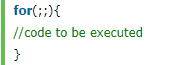 for(;;){
//code to be executed
}